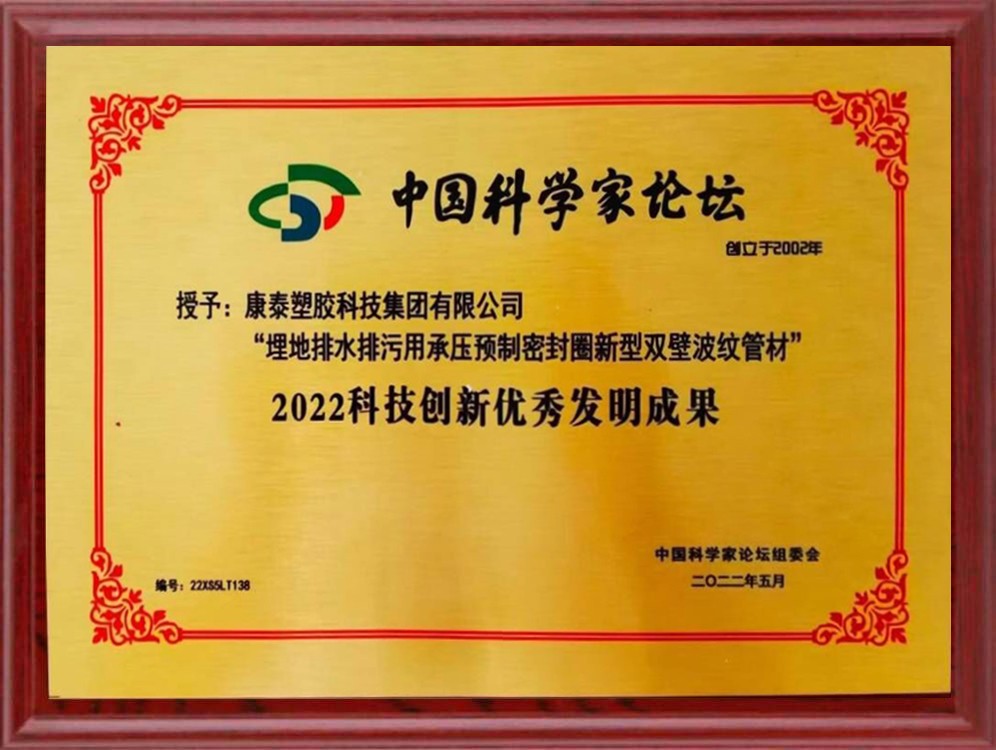 中国科学家论坛
创立于2002年
授予：康泰塑胶科技集团有限公司
“埋地排水排污用承压预制密封圈新型双壁波纹管材”
2022科技创新优秀发明成果
中国科学家论坛组委会
编号：22XS5LT138
二〇二二年五月